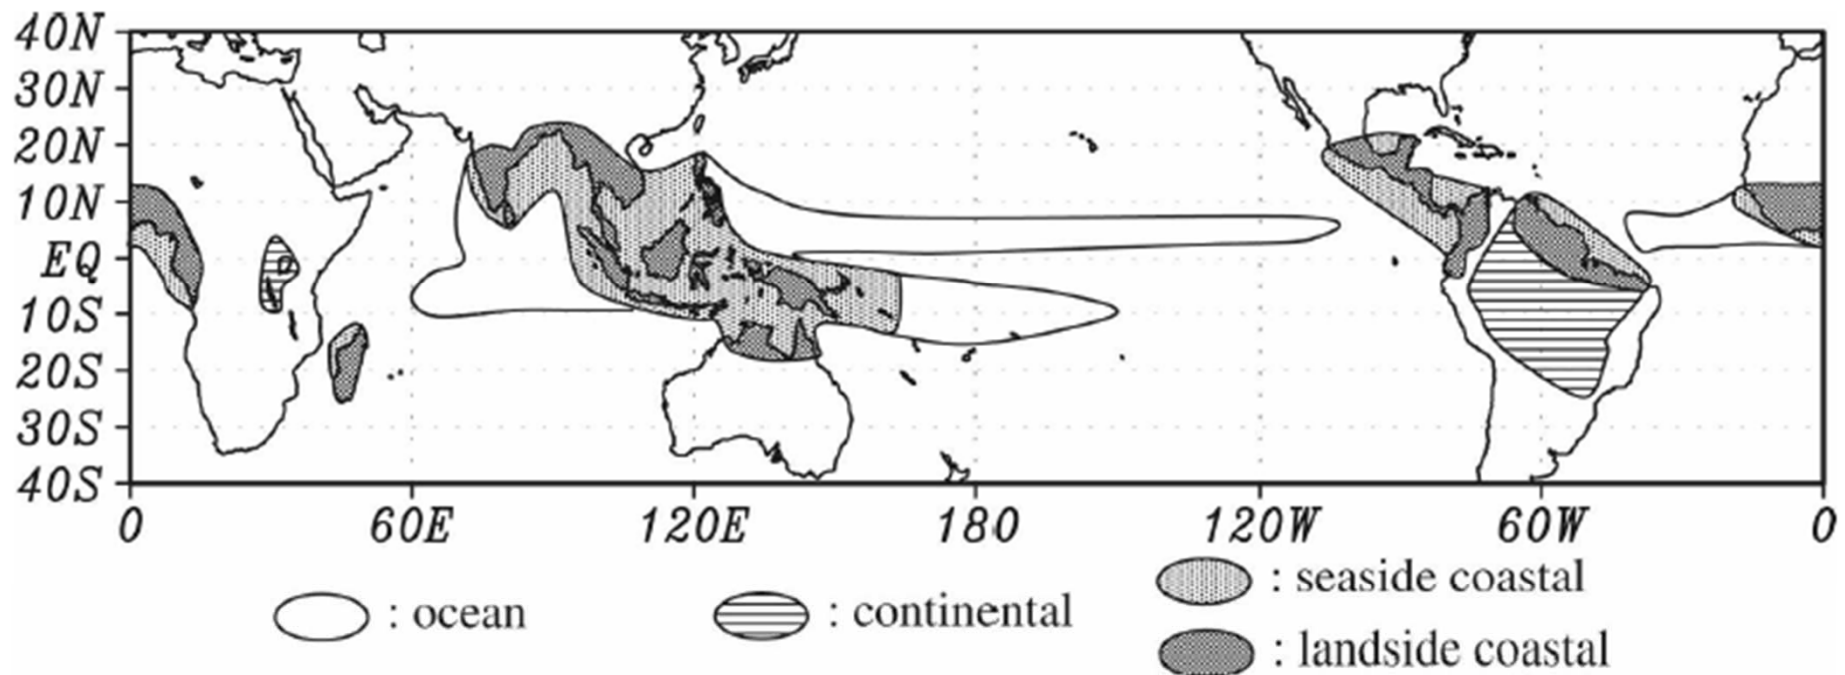 40N
30N
20N
10N
EQ
10S
20S
30S
40S
0 60E 120E 180 120W 60W 0
: ocean
: continental
: seaside coastal
: landside coastal